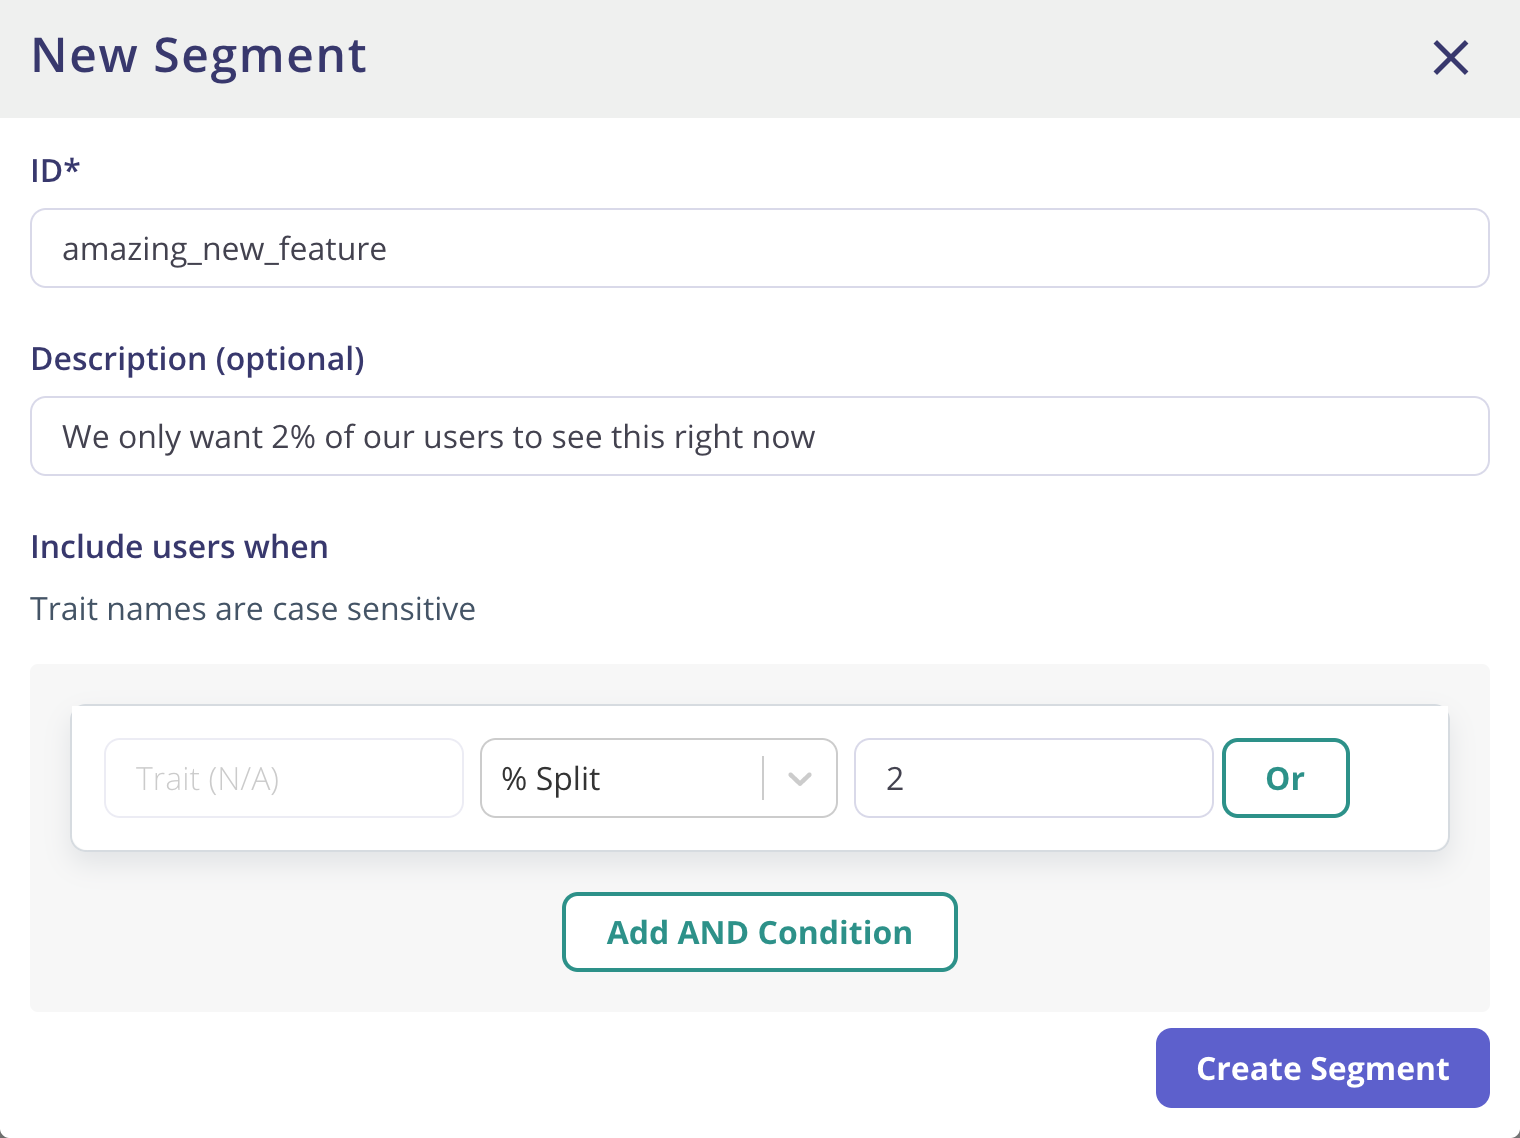 New Segment
ID*
amazing_new_feature
Description (optional)
We only want 2% of our users to see this right now
Include users when
Trait names are case sensitive
Trait (N/A) % Split 2 Or
Add AND Condition
Create Segment